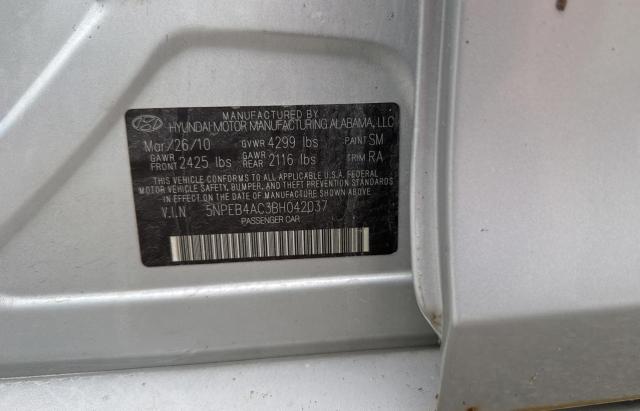 MANUFACTURED BY
HYUNDAI MOTOR MANUFACTURING ALABAMA, LLC
Mar/26/10 GVWR 4299 lbs PAINT SM
GAWR FRONT 2425 lbs GAWR REAR 2116 lbs TRIM RA
THIS VEHICLE CONFORMS TO ALL APPLICABLE U.S.A. FEDERAL
MOTOR VEHICLE SAFETY, BUMPER, AND THEFT PREVENTION
STANDARDS IN EFFECT ON THE DATE OF MANUFACTURE SHOWN ABOVE.
V.I.N 5NPEB4AC3BH042037
PASSENGER CAR